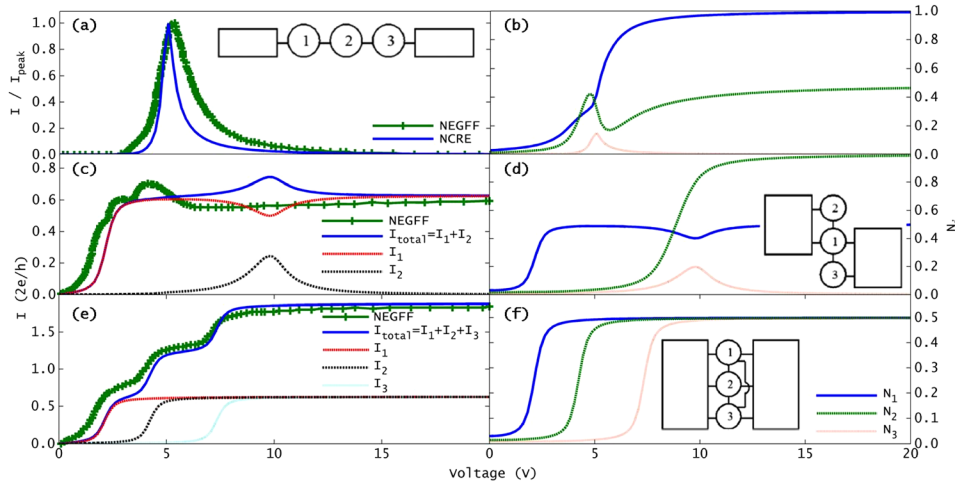 (a)
1 2 3
1.0
0.8
0.6
0.4
0.2
0.0
I / I_peak
NEGFF
NCRE
(b)
1.0
0.8
0.6
0.4
0.2
(c)
0.8
0.6
0.4
0.2
0.0
NEGFF
I_total=I_1+I_2
I_1
I_2
(d)
2
1
3
1.0
0.8
0.6
0.4
0.2
0.0
I (2e/h)
(e)
1.5
1.0
0.5
0.0
NEGFF
I_total=I_1+I_2+I_3
I_1
I_2
I_3
(f)
1
2
3
N_1
N_2
N_3
0.5
0.4
0.3
0.2
0.1
0.0
0 5 10 15 0 5 10 15 20
Voltage (V)